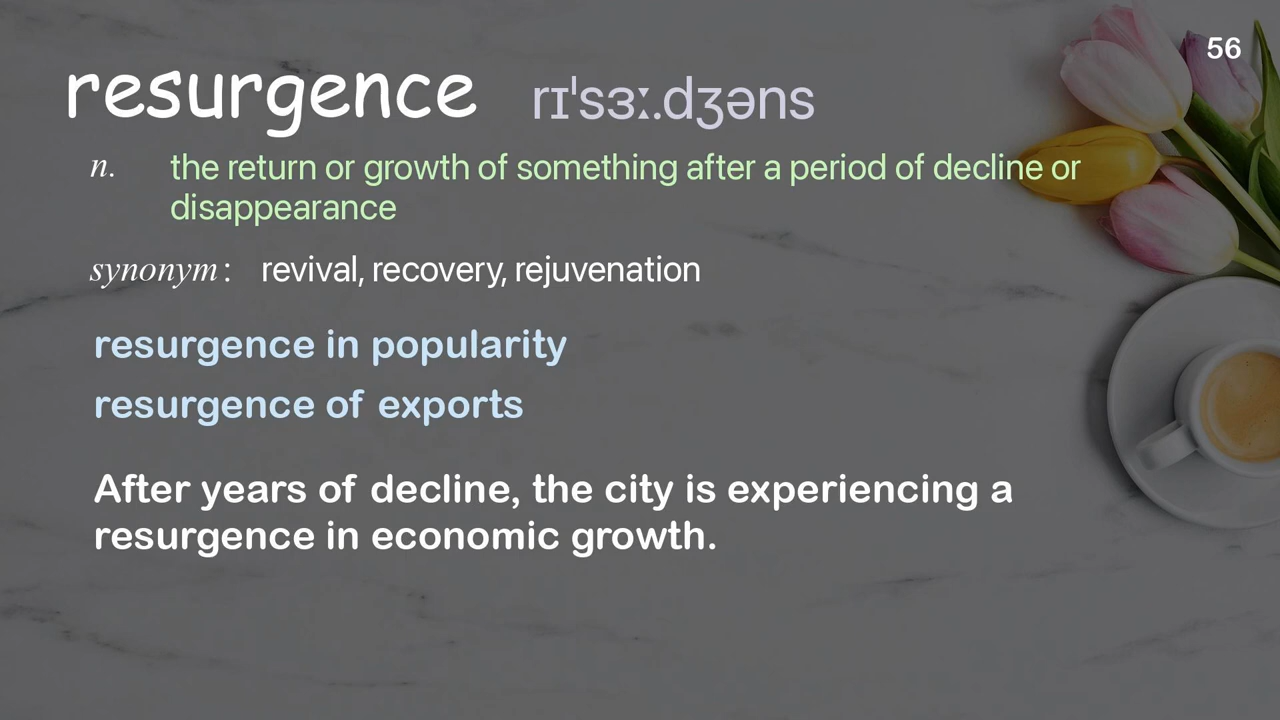 56
resurgence rɪˈsɜː.dʒəns
n. the return or growth of something after a period of decline or
disappearance
synonym: revival, recovery, rejuvenation
resurgence in popularity
resurgence of exports
After years of decline, the city is experiencing a
resurgence in economic growth.